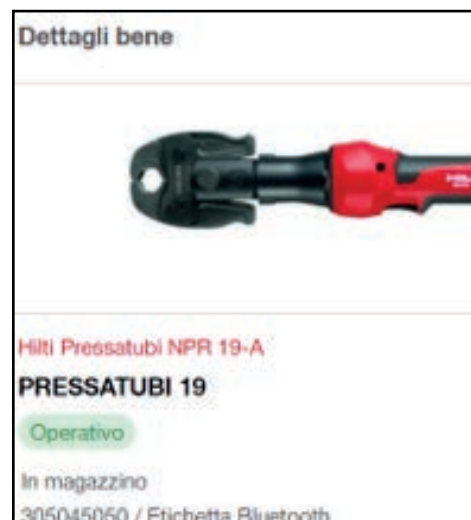 Dettagli bene
Hilti Pressatubi NPR 19-A
PRESSATUBI 19
Operativo
In magazzino
305045050 / Etichetta Bluetooth